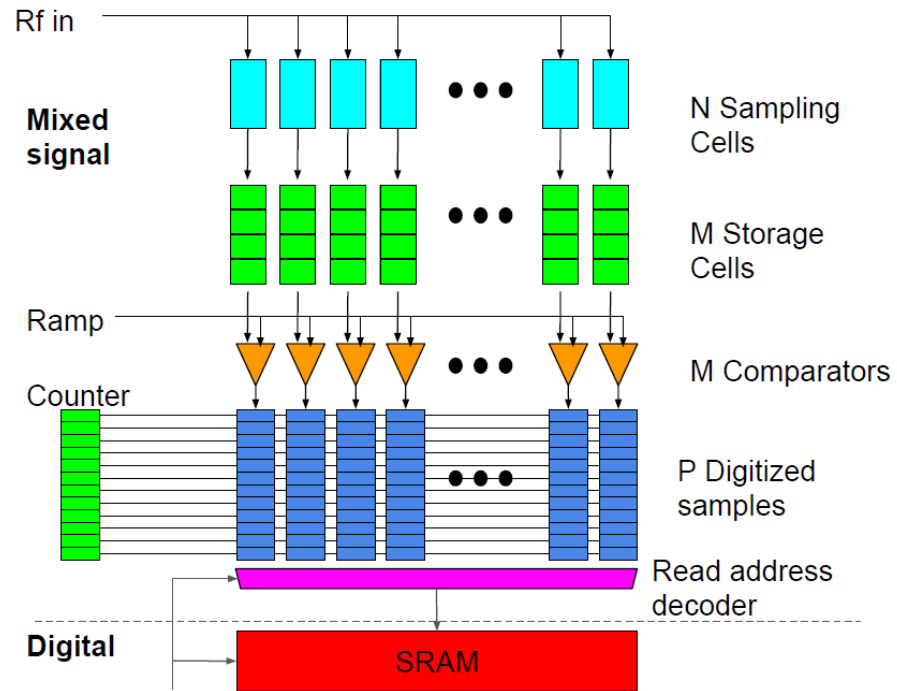 Rf in
Mixed
signal
N Sampling
Cells
M Storage
Cells
Ramp
M Comparators
Counter
P Digitized
samples
Read address
decoder
Digital
SRAM